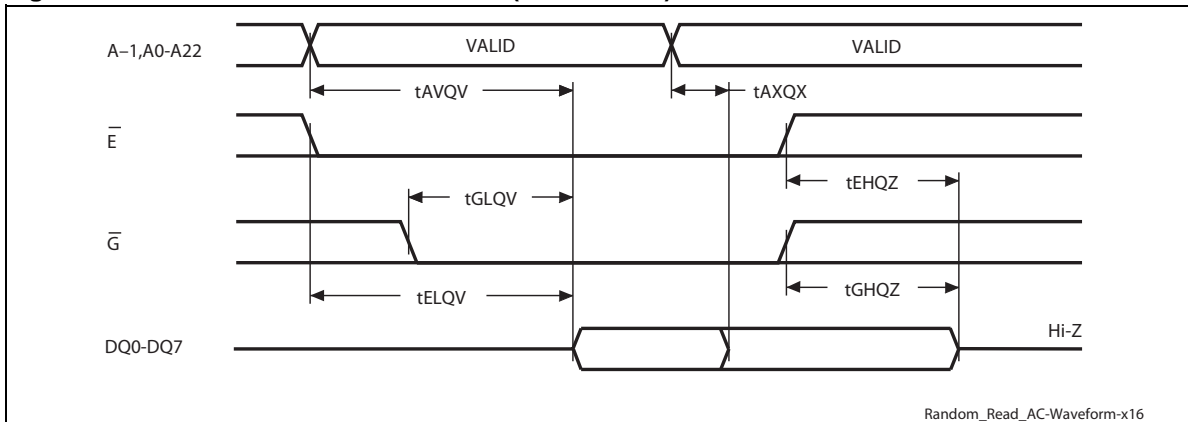 A–1,A0-A22
VALID
VALID
tAVQV
tAXQX
E̅
tEHQZ
tGLQV
G̅
tELQV
tGHQZ
Hi-Z
DQ0-DQ7
Random_Read_AC-Waveform-x16